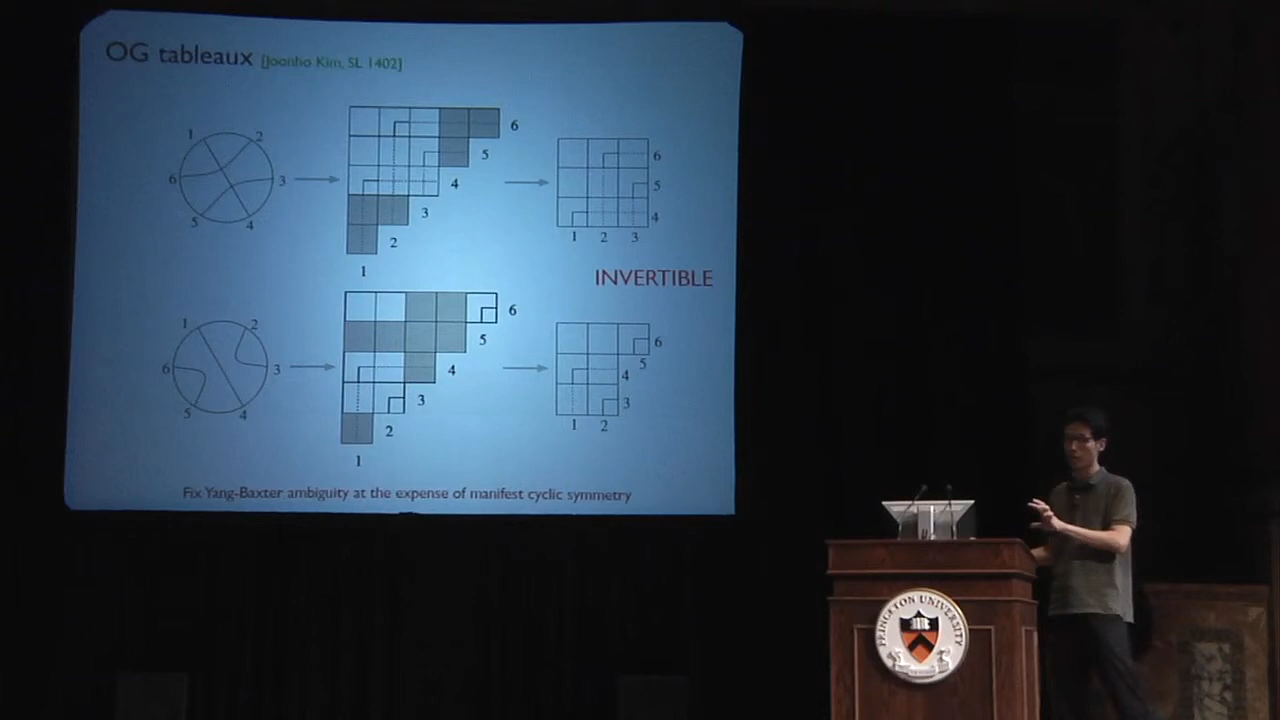 OG tableaux [Joonho Kim, SL 1402]
1 2 3 4 5 6
6 5 4 3 2 1
6 5 4
1 2 3
INVERTIBLE
1 2 3 4 5 6
6 5 4 3 2 1
6 5 4 3
1 2
Fix Yang-Baxter ambiguity at the expense of manifest cyclic symmetry
PRINCETON UNIVERSITY